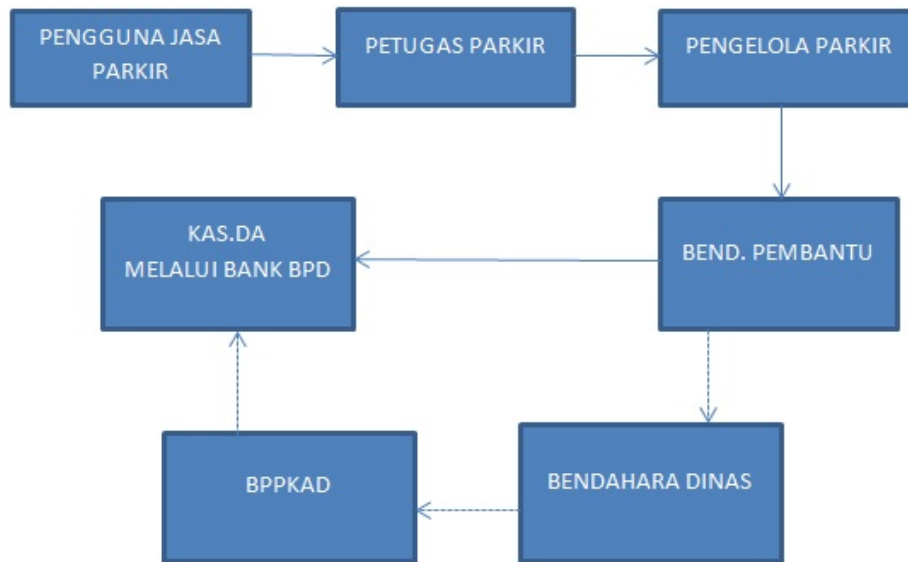 PENGGUNA JASA
PARKIR
PETUGAS PARKIR
PENGELOLA PARKIR
KAS.DA
MELALUI BANK BPD
BEND. PEMBANTU
BPPKAD
BENDAHARA DINAS